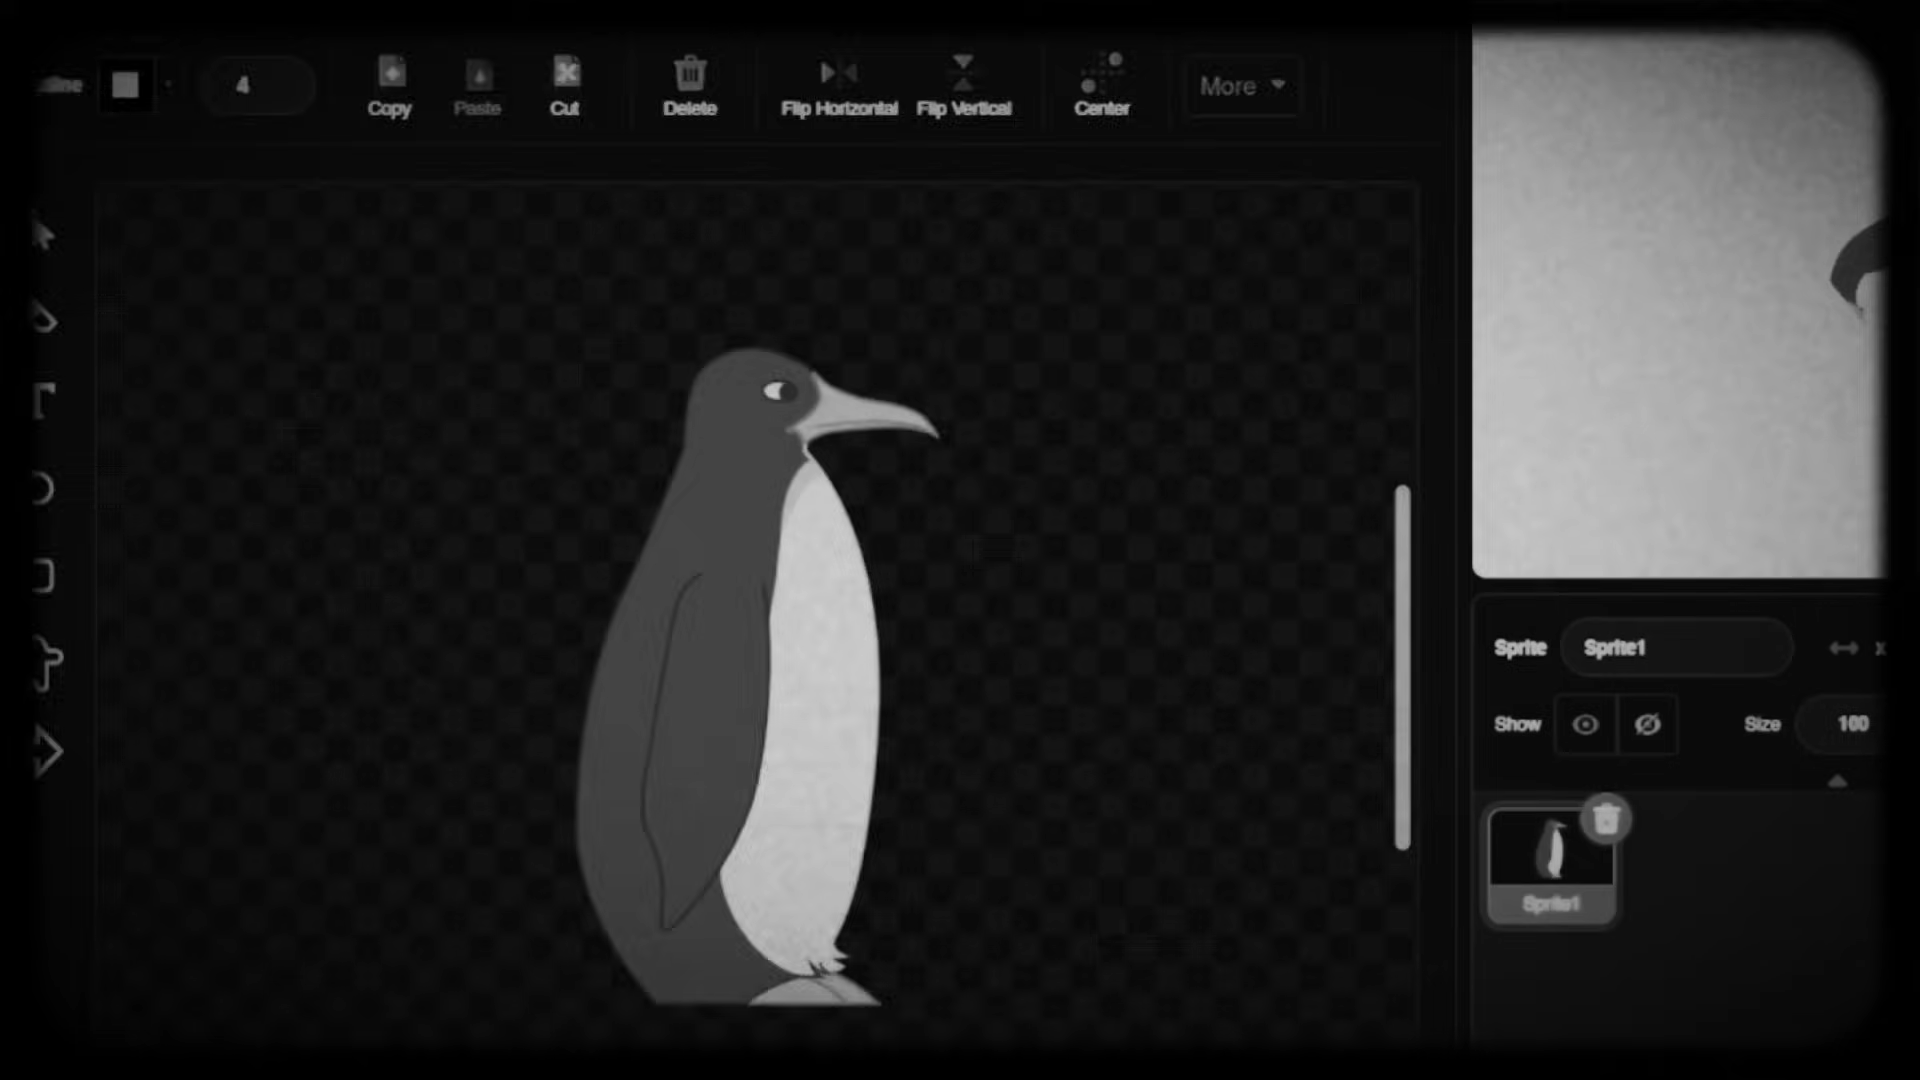 4
Copy
Paste
Cut
Delete
Flip Horizontal
Flip Vertical
Center
More
Sprite
Sprite1
x
Show
Size
100
Sprite1